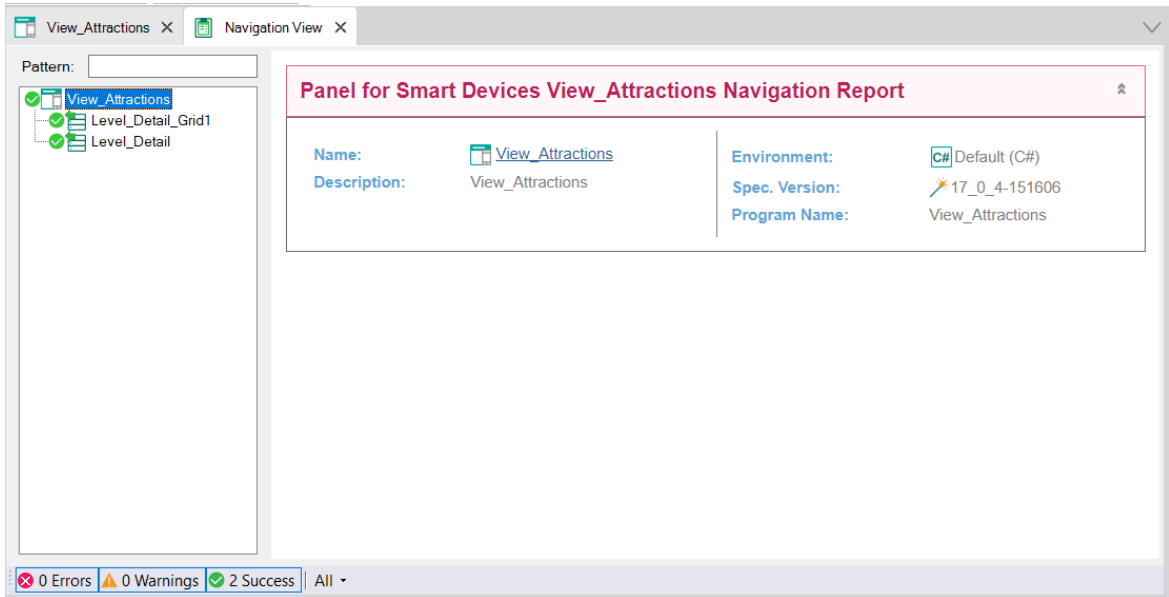 View_Attractions
Navigation View
Pattern:
View_Attractions
Level_Detail_Grid1
Level_Detail
Panel for Smart Devices View_Attractions Navigation Report
Name: View_Attractions
Description: View_Attractions
Environment: C# Default (C#)
Spec. Version: 17_0_4-151606
Program Name: View_Attractions
0 Errors 0 Warnings 2 Success All